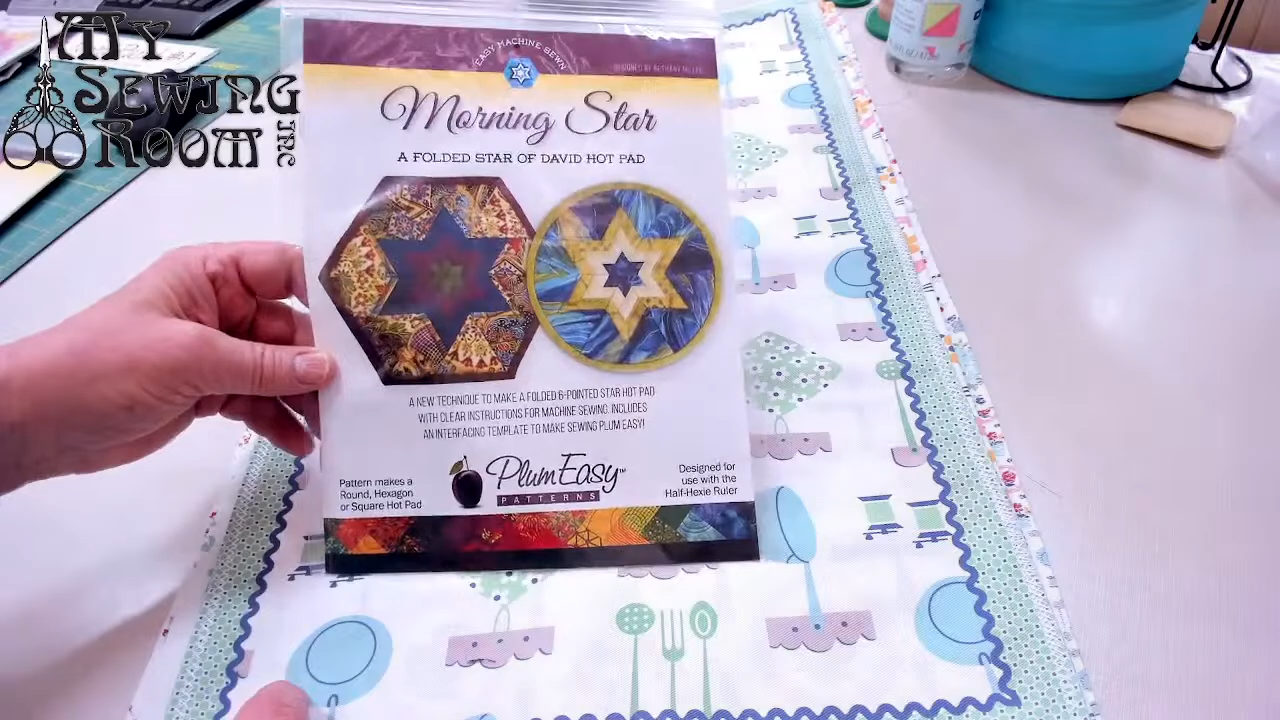 My
Sewing
Room INC
EASY MACHINE SEWN
DESIGNED BY BETHANY MILLER
Morning Star
A FOLDED STAR OF DAVID HOT PAD
A NEW TECHNIQUE TO MAKE A FOLDED 6-POINTED STAR HOT PAD
WITH CLEAR INSTRUCTIONS FOR MACHINE SEWING. INCLUDES
AN INTERFACING TEMPLATE TO MAKE SEWING PLUM EASY!
Pattern makes a
Round, Hexagon
or Square Hot Pad
PlumEasy™
PATTERNS
Designed for
use with the
Half-Hexie Ruler